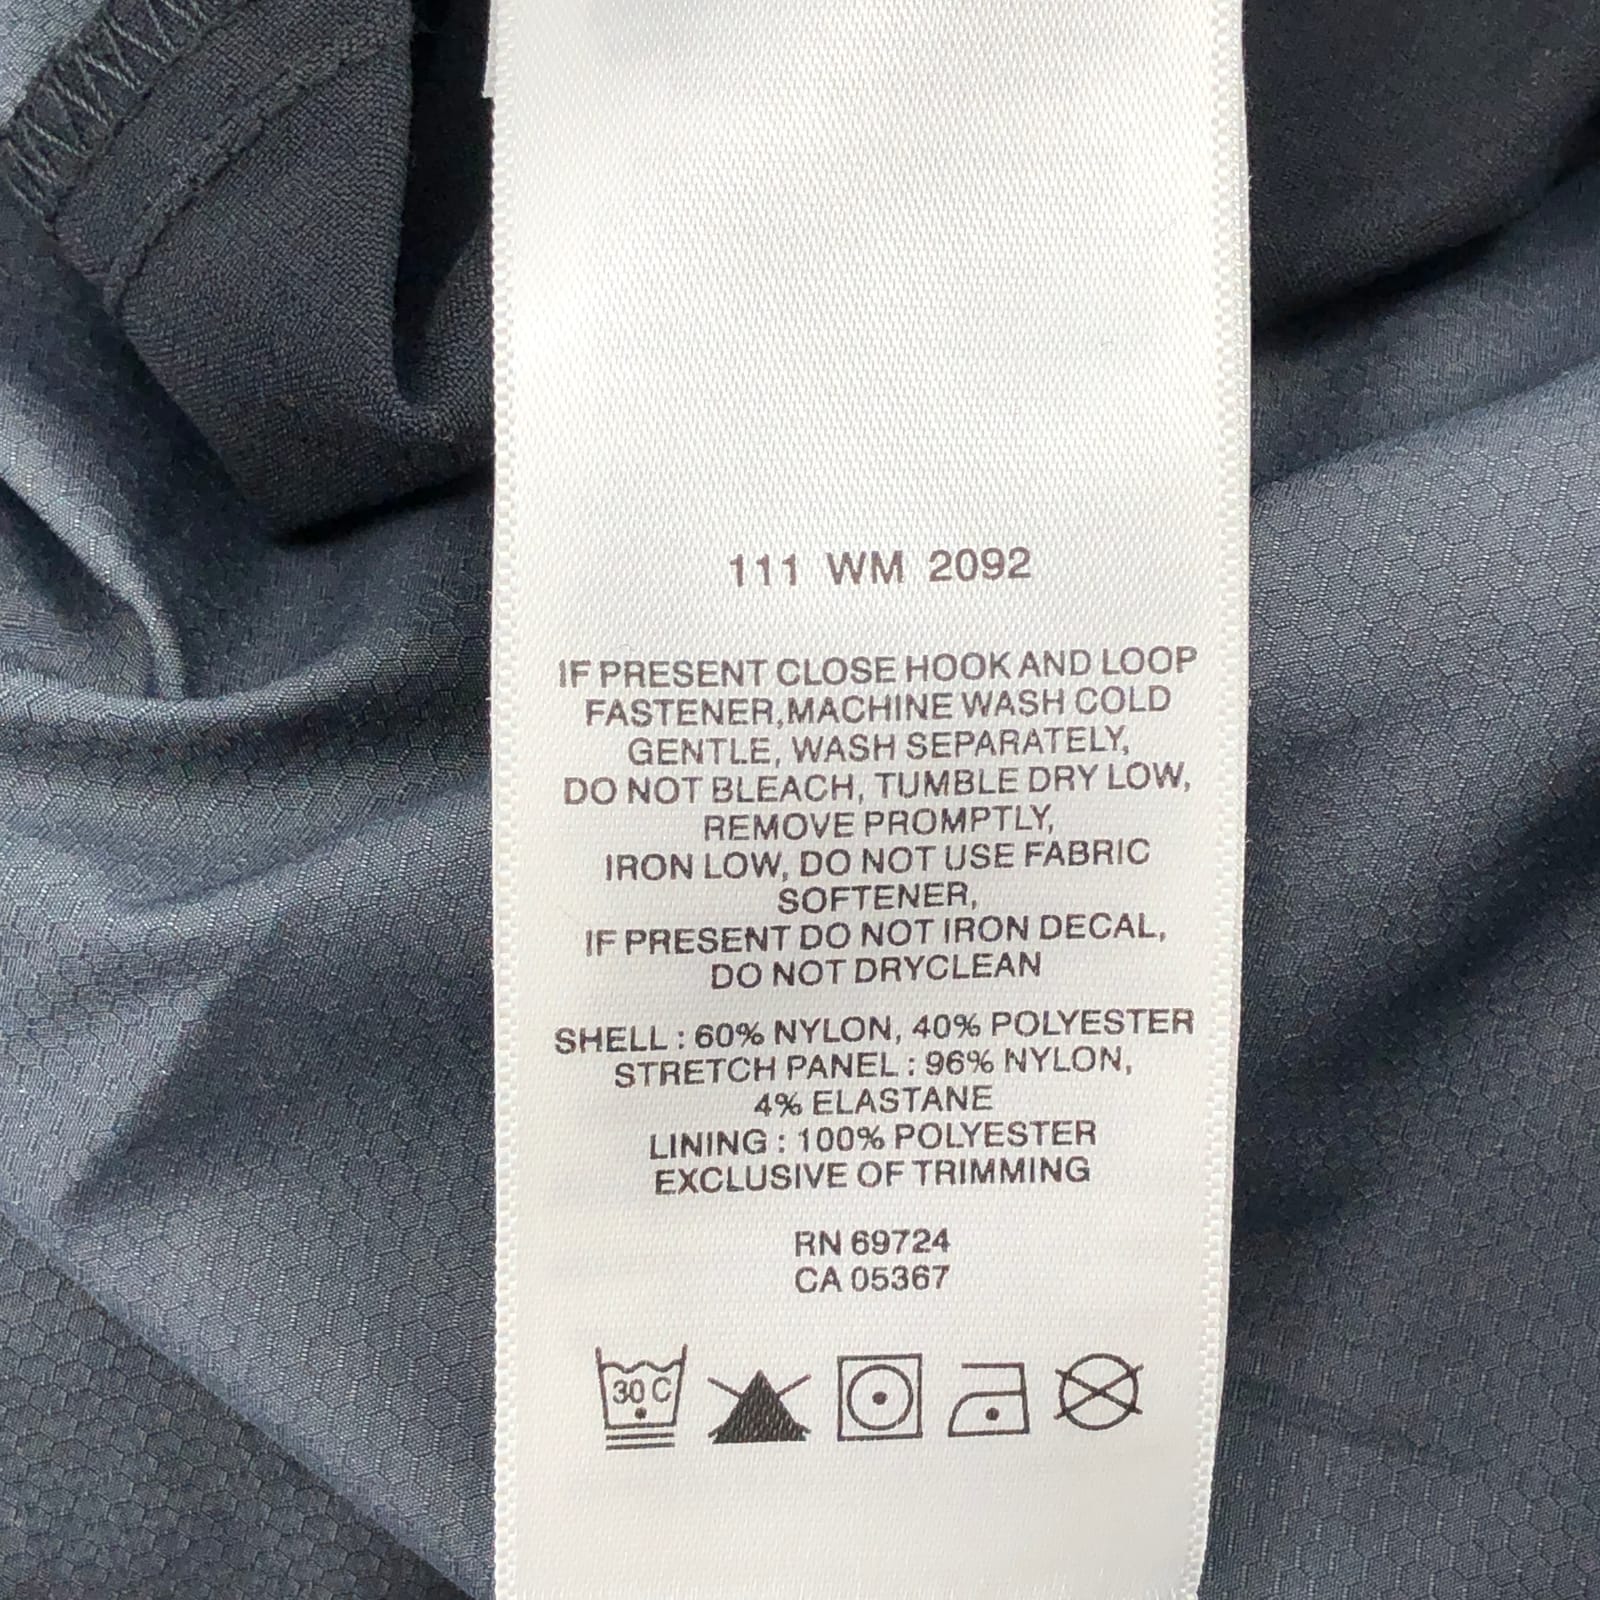 111 WM 2092
IF PRESENT CLOSE HOOK AND LOOP
FASTENER,MACHINE WASH COLD
GENTLE, WASH SEPARATELY,
DO NOT BLEACH, TUMBLE DRY LOW,
REMOVE PROMPTLY,
IRON LOW, DO NOT USE FABRIC
SOFTENER,
IF PRESENT DO NOT IRON DECAL,
DO NOT DRYCLEAN
SHELL : 60% NYLON, 40% POLYESTER
STRETCH PANEL : 96% NYLON,
4% ELASTANE
LINING : 100% POLYESTER
EXCLUSIVE OF TRIMMING
RN 69724
CA 05367
30 C